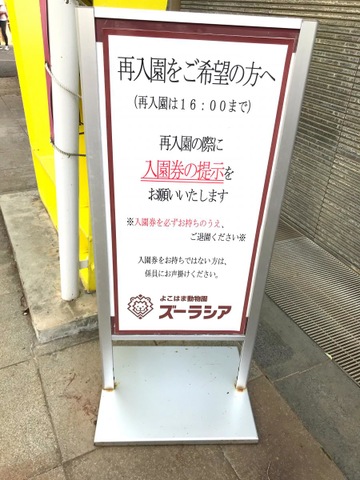 再入園をご希望の方へ
（再入園は１６：００まで）
再入園の際に
入園券の提示を
お願いいたします
※入園券を必ずお持ちのうえ、
ご退園ください※
入園券をお持ちではない方は、
係員にお声掛けください。
よこはま動物園
ズーラシア